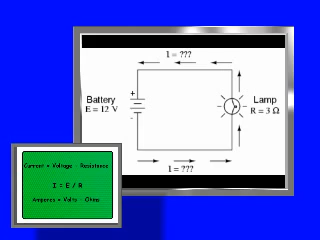 I = ???
Battery
E = 12 V
+
-
Lamp
R = 3 Ω
I = ???
Current = Voltage Resistance
I = E / R
Amperes = Volts - Ohms